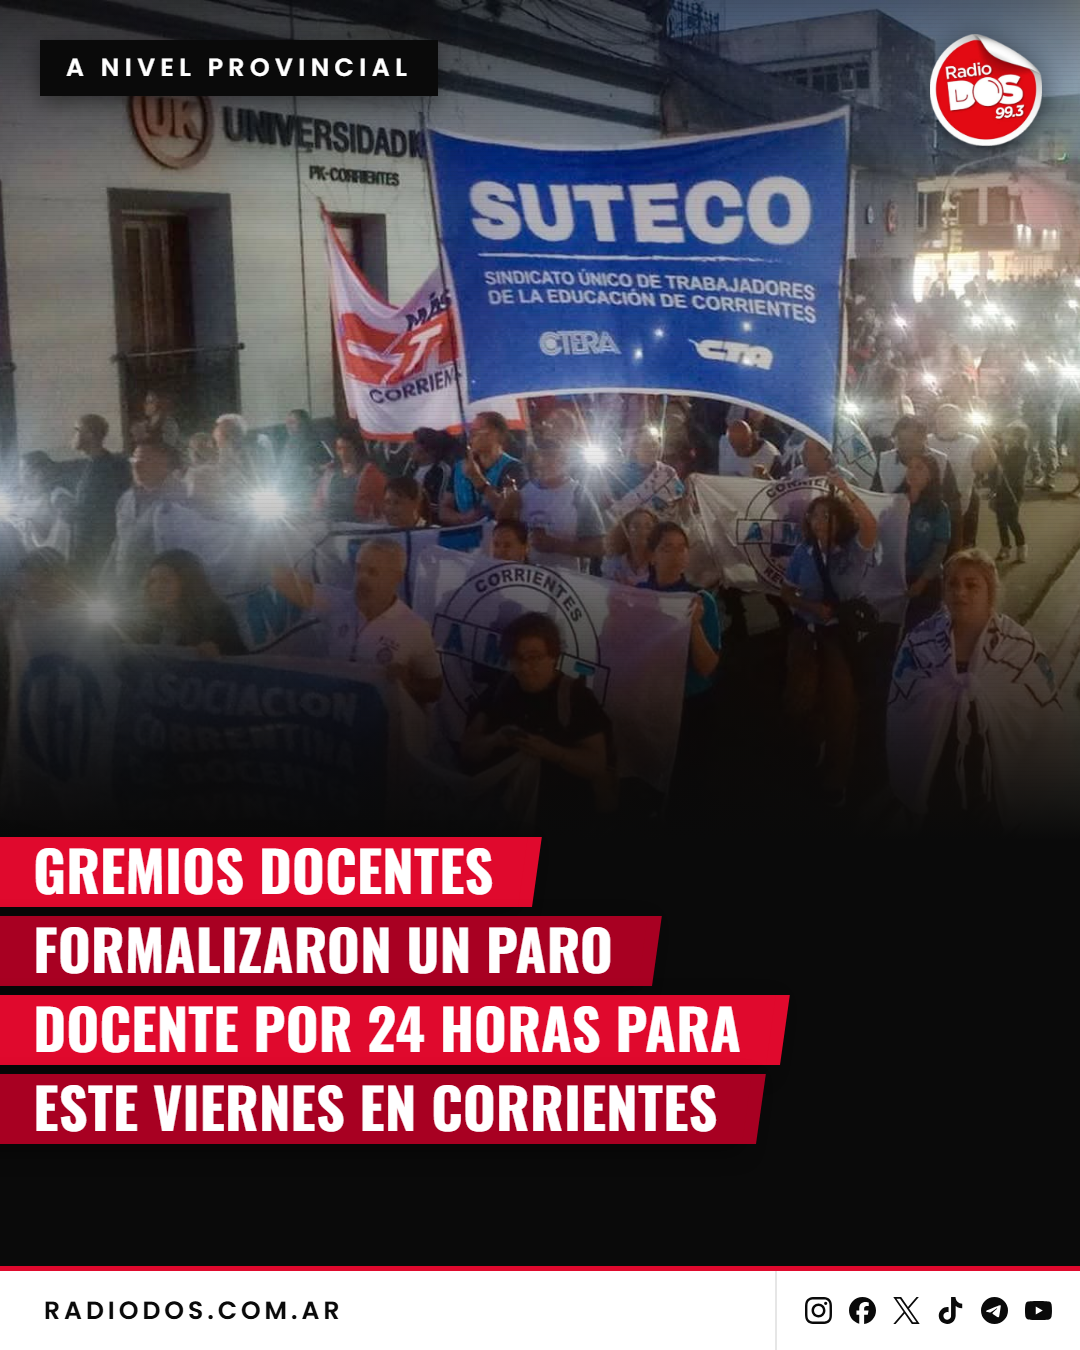 A NIVEL PROVINCIAL
Radio
DOS
99.3
UK
UNIVERSIDAD
PK-CORRIENTES
SUTECO
SINDICATO ÚNICO DE TRABAJADORES
DE LA EDUCACIÓN DE CORRIENTES
CTERA
CTA
MÁS
CORRIEN
CORRIENTES
ASOCIACION
CORRENTINA
GREMIOS DOCENTES
FORMALIZARON UN PARO
DOCENTE POR 24 HORAS PARA
ESTE VIERNES EN CORRIENTES
RADIODOS.COM.AR